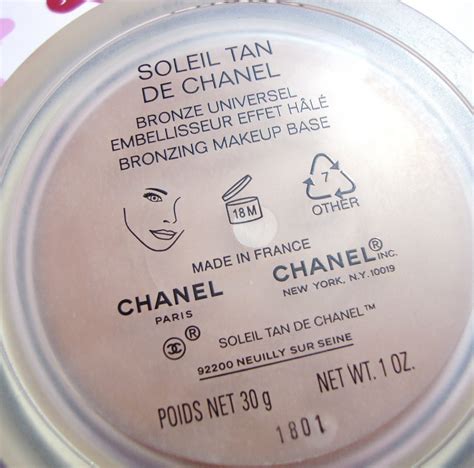 SOLEIL TAN
DE CHANEL
BRONZE UNIVERSEL
EMBELLISSEUR EFFET HÂLÉ
BRONZING MAKEUP BASE
18 M
7
OTHER
MADE IN FRANCE
CHANEL
PARIS
CHANEL® INC.
NEW YORK, N.Y. 10019
®
SOLEIL TAN DE CHANEL™
92200 NEUILLY SUR SEINE
POIDS NET 30 g NET WT. 1 OZ.
1801